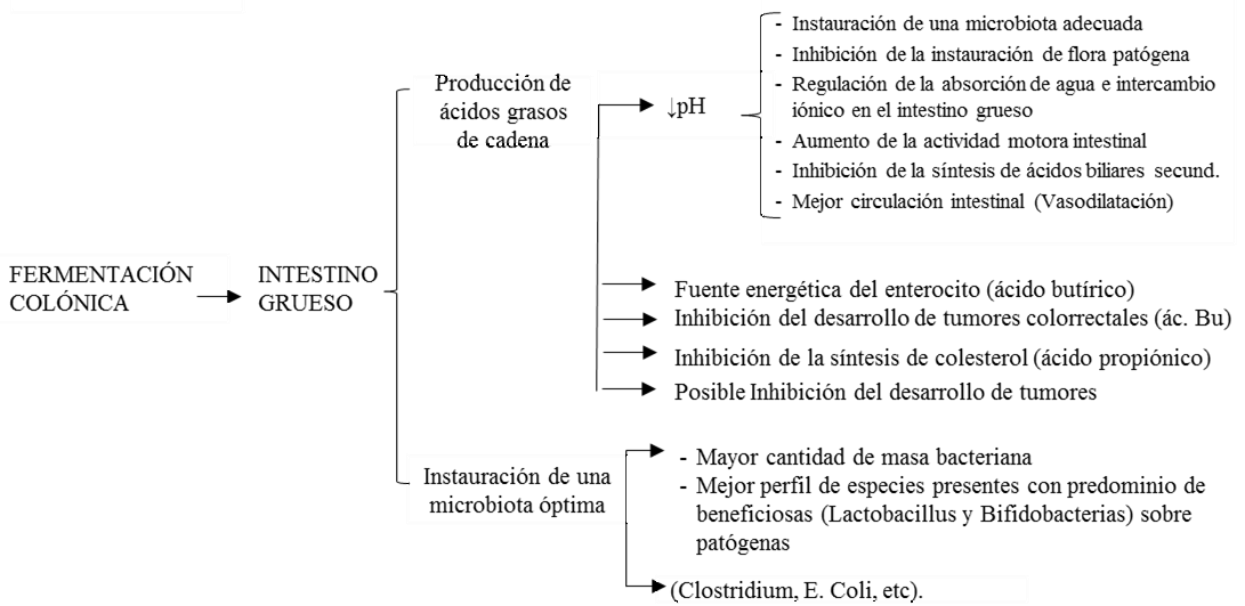 - Instauración de una microbiota adecuada
- Inhibición de la instauración de flora patógena
- Regulación de la absorción de agua e intercambio
iónico en el intestino grueso
- Aumento de la actividad motora intestinal
- Inhibición de la síntesis de ácidos biliares secund.
- Mejor circulación intestinal (Vasodilatación)
Producción de
ácidos grasos
de cadena
↓pH
FERMENTACIÓN
COLÓNICA
INTESTINO
GRUESO
Fuente energética del enterocito (ácido butírico)
Inhibición del desarrollo de tumores colorrectales (ác. Bu)
Inhibición de la síntesis de colesterol (ácido propiónico)
Posible Inhibición del desarrollo de tumores
Instauración de una
microbiota óptima
- Mayor cantidad de masa bacteriana
- Mejor perfil de especies presentes con predominio de
beneficiosas (Lactobacillus y Bifidobacterias) sobre
patógenas
(Clostridium, E. Coli, etc).